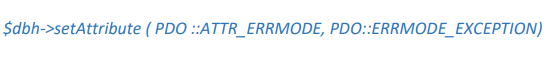 $dbh->setAttribute ( PDO ::ATTR_ERRMODE, PDO::ERRMODE_EXCEPTION)